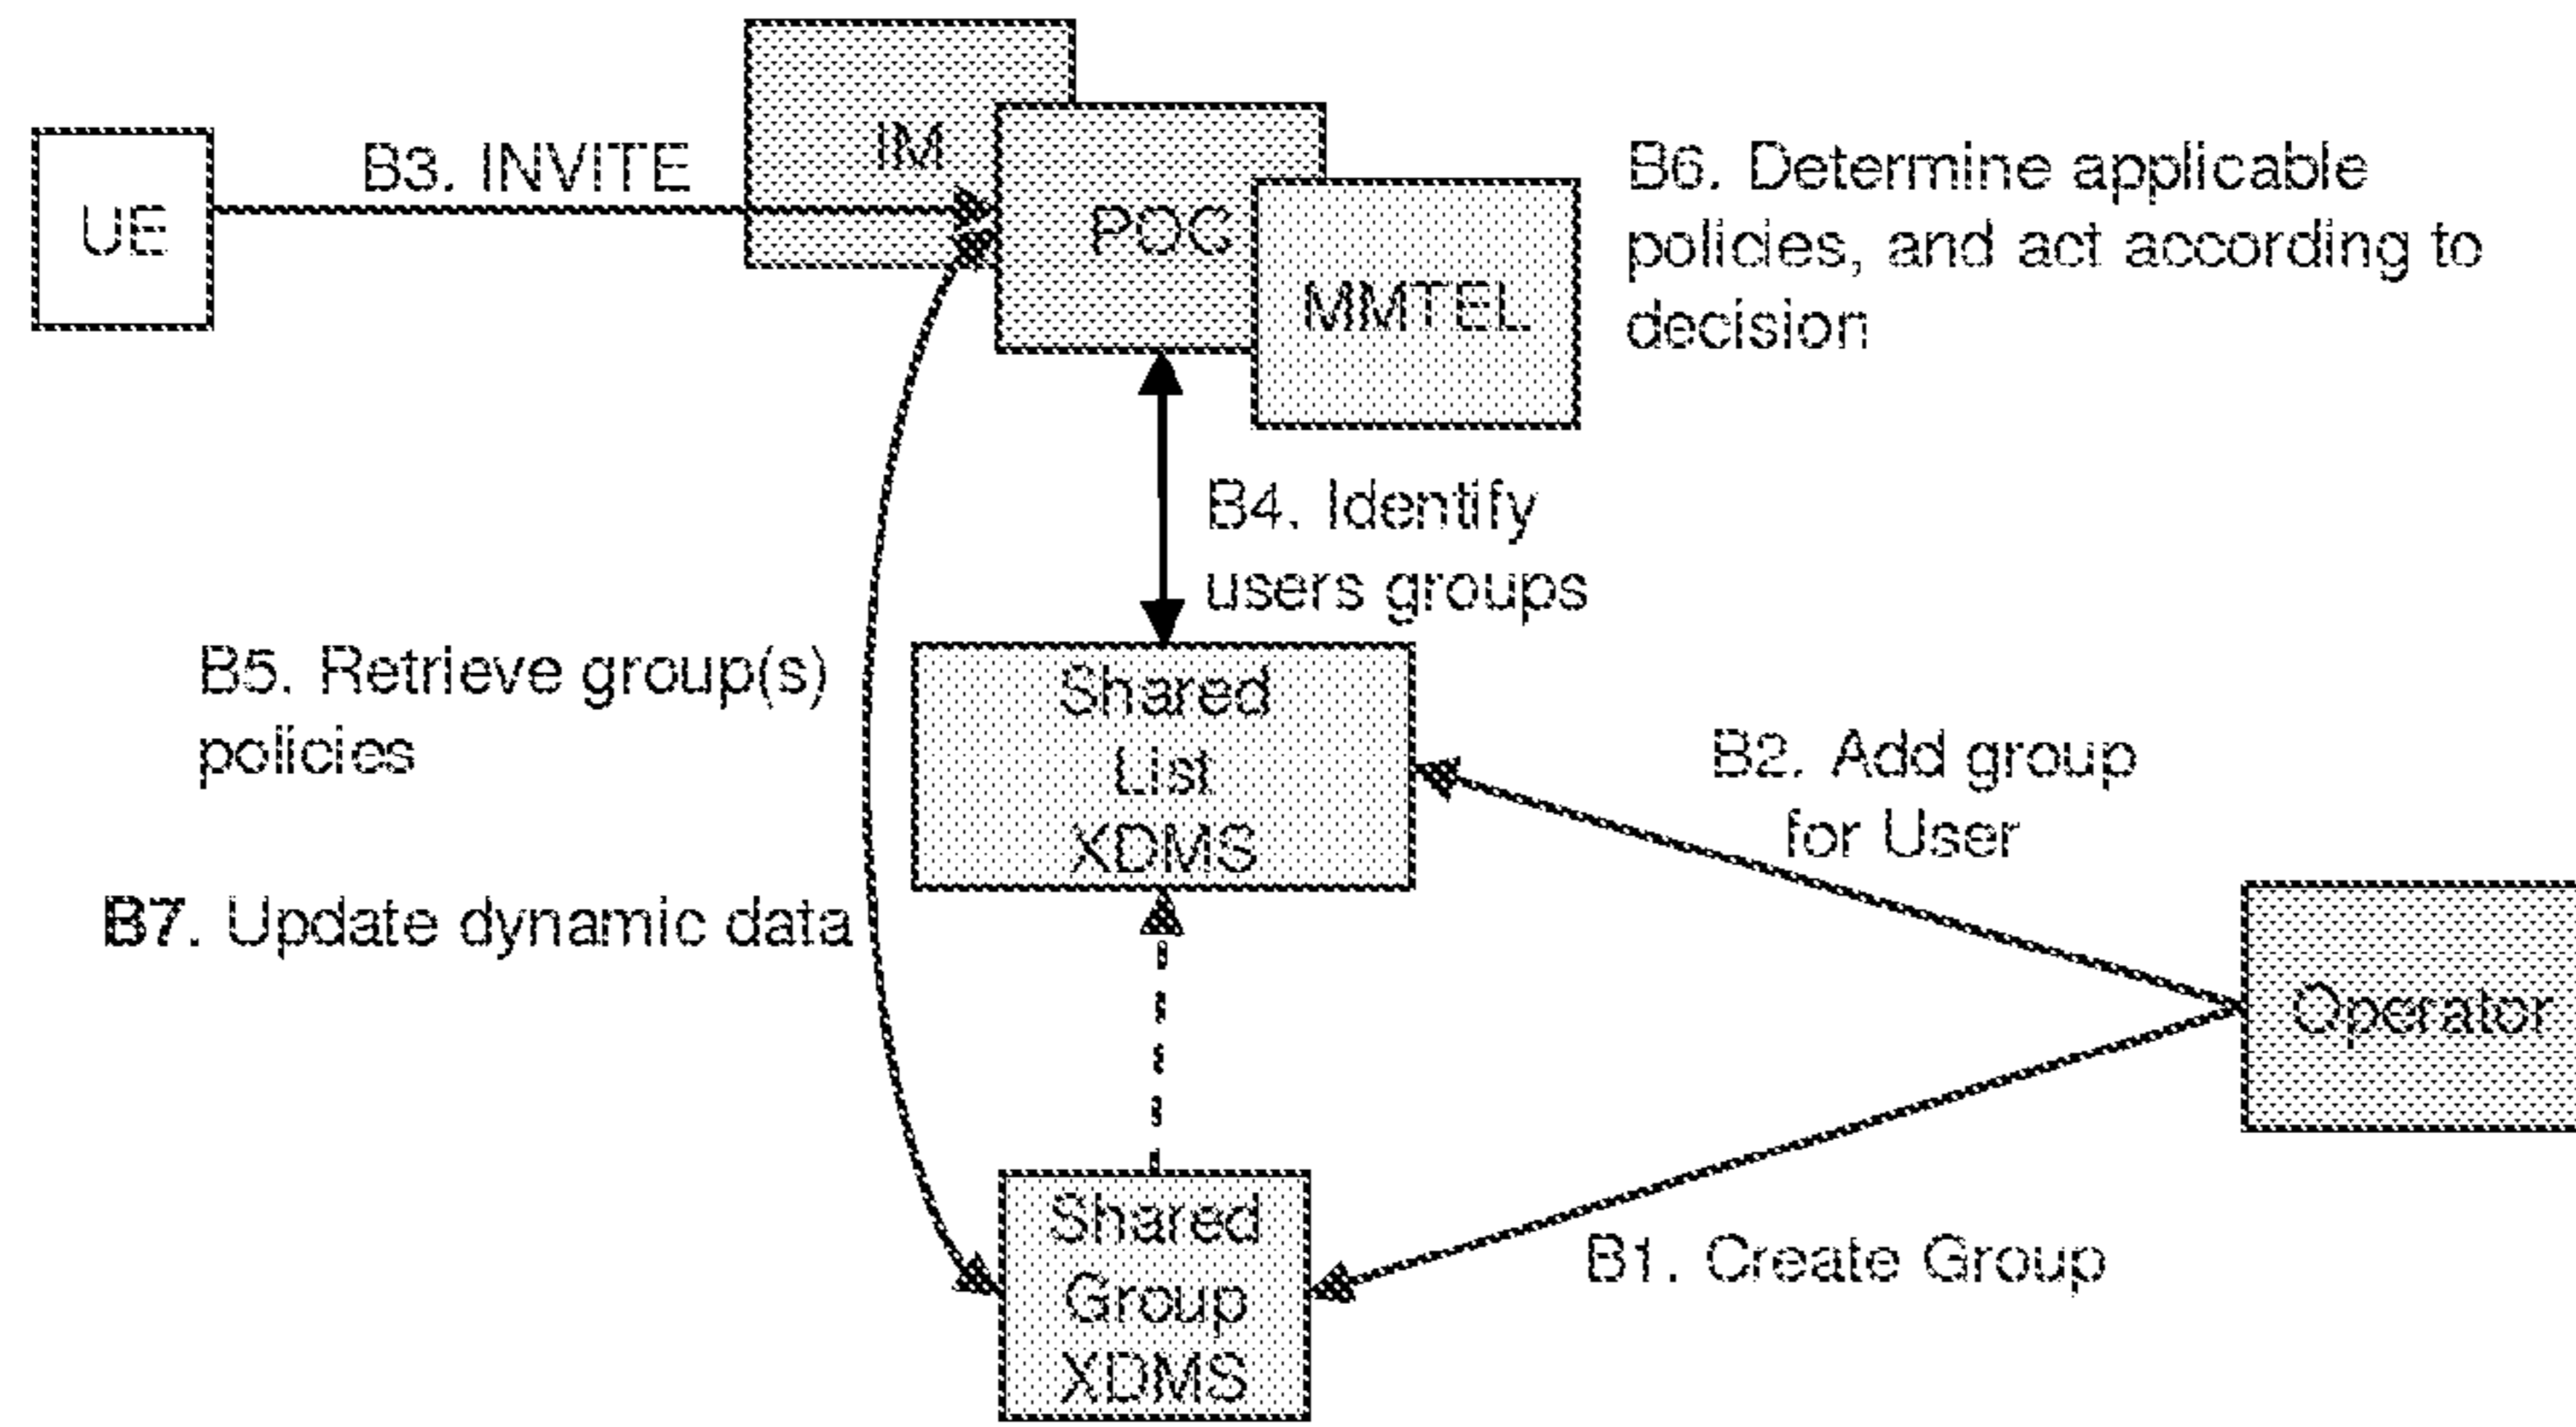 IM
B3. INVITE
UE
POC
MMTEL
B6. Determine applicable
policies, and act according to
decision
B4. Identify
users groups
B5. Retrieve group(s)
policies
Shared
List
XDMS
B2. Add group
for User
B7. Update dynamic data
Operator
Shared
Group
XDMS
B1. Create Group